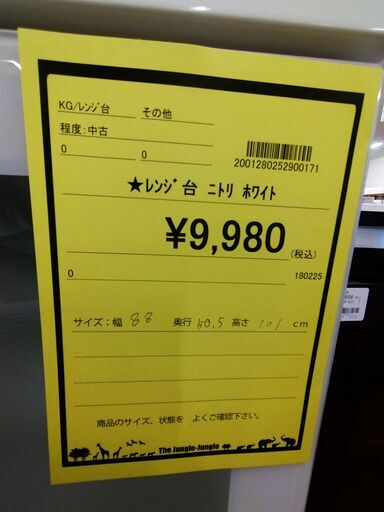 KG/ﾚﾝｼﾞ台 その他
程度:中古
0 0
2001280252900171
★ﾚﾝｼﾞ台 ﾆﾄﾘ ﾎﾜｲﾄ
¥9,980 (税込)
0 180225
サイズ:幅 88 奥行 50,5 高さ 101 cm
商品のサイズ、状態を よくご確認下さい。
The Jungle-Jungle